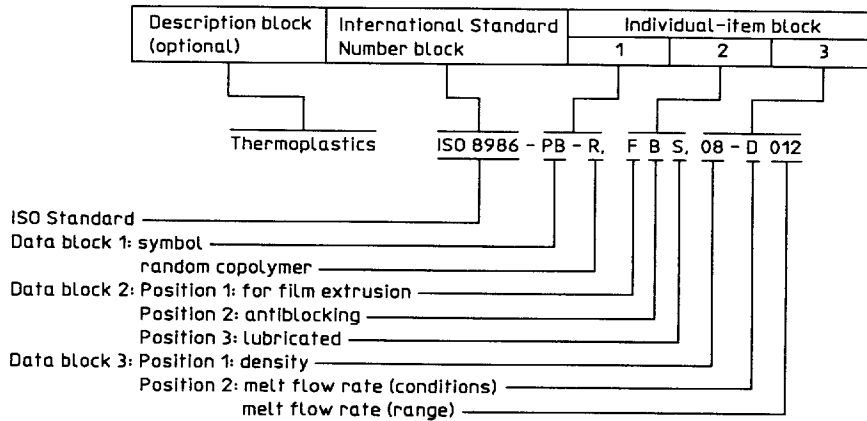 Description block
(optional)
International Standard
Number block
Individual-item block
1 2 3
Thermoplastics ISO 8986 - PB - R, F B S, 08 - D 012
ISO Standard
Data block 1: symbol
random copolymer
Data block 2: Position 1: for film extrusion
Position 2: antiblocking
Position 3: lubricated
Data block 3: Position 1: density
Position 2: melt flow rate (conditions)
melt flow rate (range)